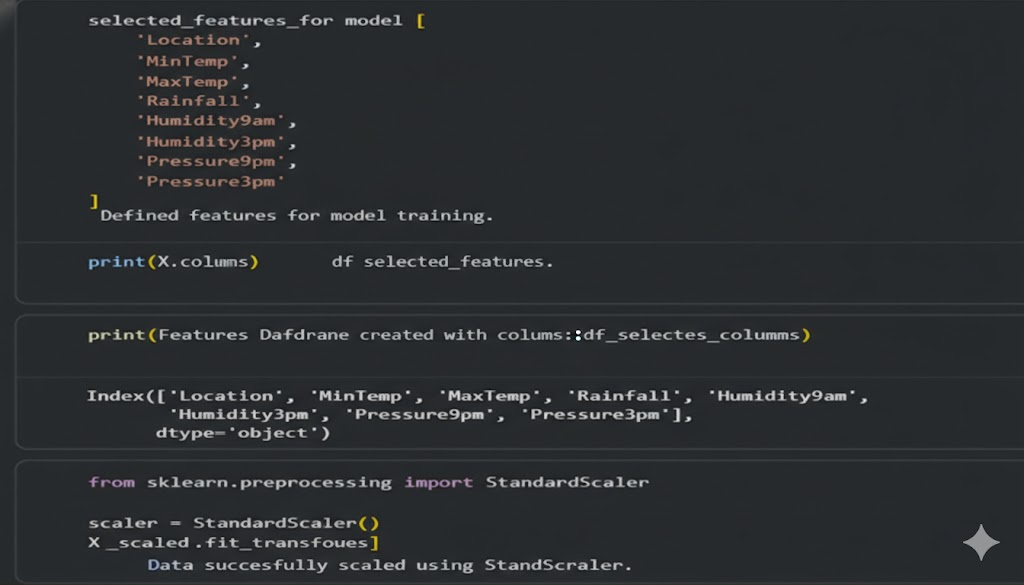 selected_features_for model [
'Location',
'MinTemp',
'MaxTemp',
'Rainfall',
'Humidity9am',
'Humidity3pm',
'Pressure9pm',
'Pressure3pm'
]
Defined features for model training.
print(X.colums) df selected_features.
print(Features Dafdrane created with colums::df_selectes_columms)
Index(['Location', 'MinTemp', 'MaxTemp', 'Rainfall', 'Humidity9am',
'Humidity3pm', 'Pressure9pm', 'Pressure3pm'],
dtype='object')
from sklearn.preprocessing import StandardScaler
scaler = StandardScaler()
X_scaled.fit_transfoues]
Data succesfully scaled using StandScraler.